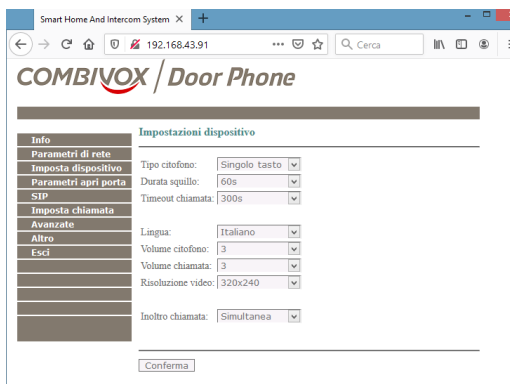 Smart Home And Intercom System
192.168.43.91
Cerca
COMBIVOX / Door Phone
Info
Parametri di rete
Imposta dispositivo
Parametri apri porta
SIP
Imposta chiamata
Avanzate
Altro
Esci
Impostazioni dispositivo
Tipo citofono: Singolo tasto
Durata squillo: 60s
Timeout chiamata: 300s
Lingua: Italiano
Volume citofono: 3
Volume chiamata: 3
Risoluzione video: 320x240
Inoltro chiamata: Simultanea
Conferma